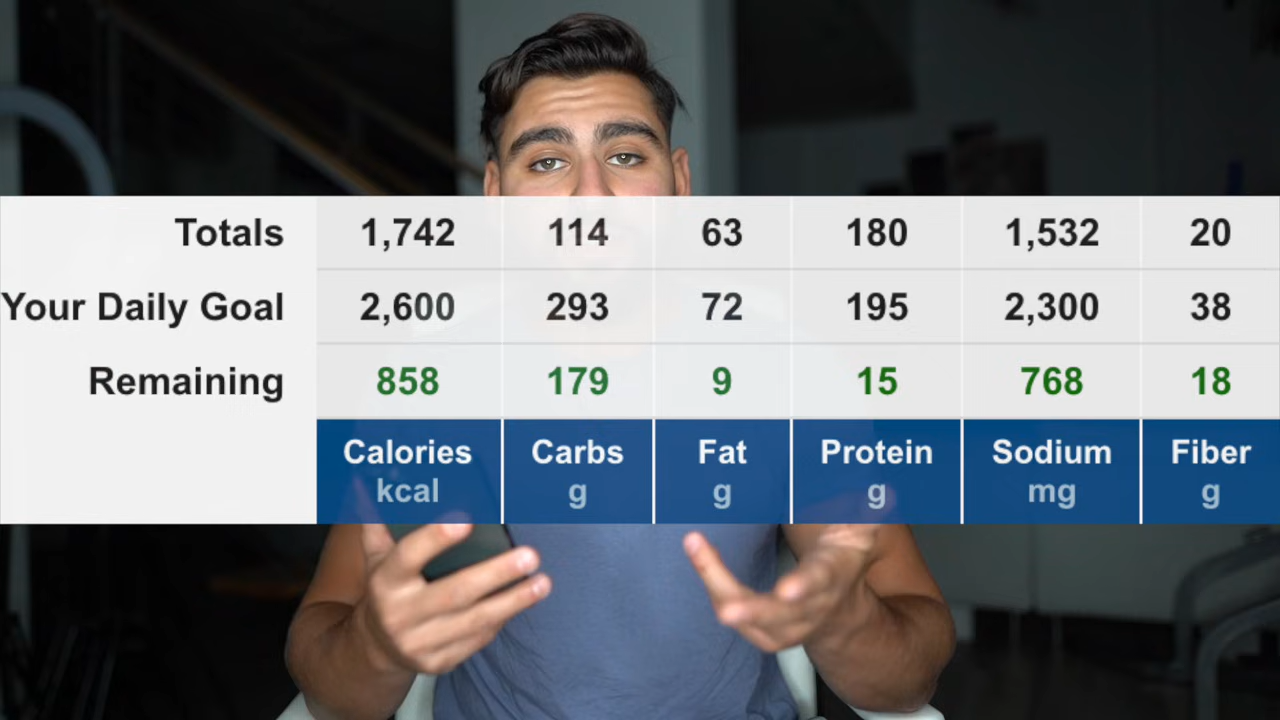 Totals 1,742 114 63 180 1,532 20
Your Daily Goal 2,600 293 72 195 2,300 38
Remaining 858 179 9 15 768 18
Calories Carbs Fat Protein Sodium Fiber
kcal g g g mg g